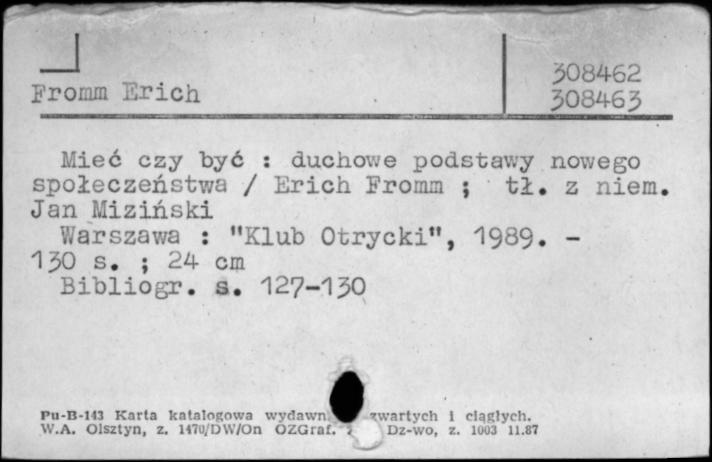 308462
Fromm Erich
308463
Mieć czy być : duchowe podstawy nowego
społeczeństwa / Erich Fromm ; tł. z niem.
Jan Miziński
Warszawa : "Klub Otrycki", 1989. -
130 s. ; 24 cm
Bibliogr. s. 127-130
Pu-B-143 Karta katalogowa wydawn. zwartych i ciągłych.
W.A. Olsztyn, z. 1470/DW/On OZGraf. Dz-wo, z. 1003 11.87